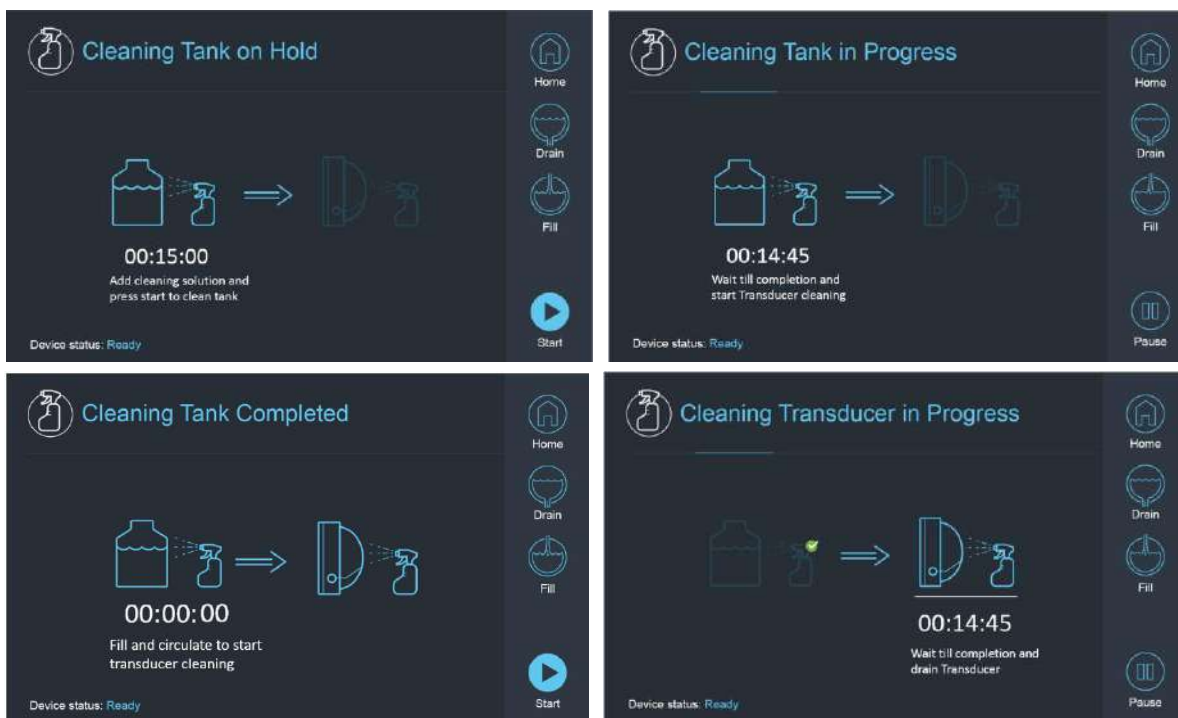 Cleaning Tank on Hold
Home
Drain
Fill
00:15:00
Add cleaning solution and
press start to clean tank
Start
Device status: Ready
Cleaning Tank in Progress
Home
Drain
Fill
00:14:45
Wait till completion and
start Transducer cleaning
Pause
Device status: Ready
Cleaning Tank Completed
Home
Drain
Fill
00:00:00
Fill and circulate to start
transducer cleaning
Start
Device status: Ready
Cleaning Transducer in Progress
Home
Drain
Fill
00:14:45
Wait till completion and
drain Transducer
Pause
Device status: Ready